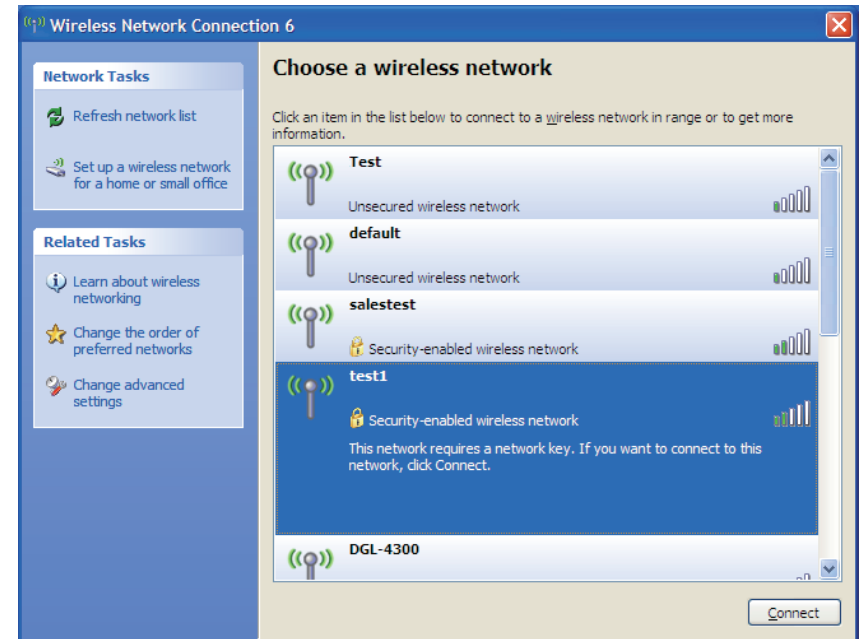 Wireless Network Connection 6
Network Tasks
Refresh network list
Set up a wireless network
for a home or small office
Related Tasks
Learn about wireless
networking
Change the order of
preferred networks
Change advanced
settings
Choose a wireless network
Click an item in the list below to connect to a wireless network in range or to get more
information.
Test
Unsecured wireless network
default
Unsecured wireless network
salestest
Security-enabled wireless network
test1
Security-enabled wireless network
This network requires a network key. If you want to connect to this
network, click Connect.
DGL-4300
Connect